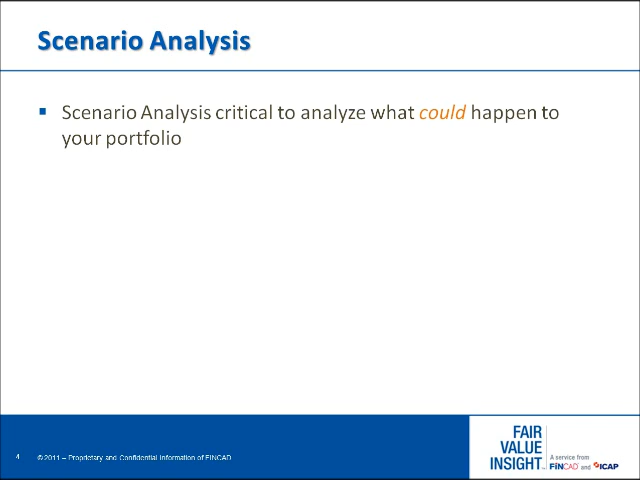 Scenario Analysis
Scenario Analysis critical to analyze what could happen to
your portfolio
4
© 2011 – Proprietary and Confidential Information of FINCAD
FAIR
VALUE
INSIGHT™
A service from
FINCAD and ICAP